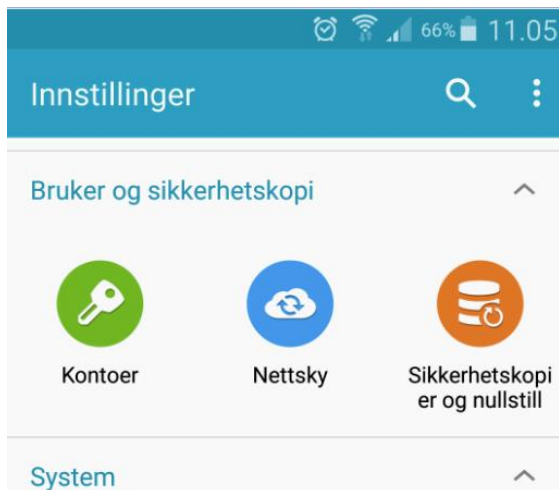 66% 11.05
Innstillinger
Bruker og sikkerhetskopi
Kontoer
Nettsky
Sikkerhetskopi
er og nullstill
System